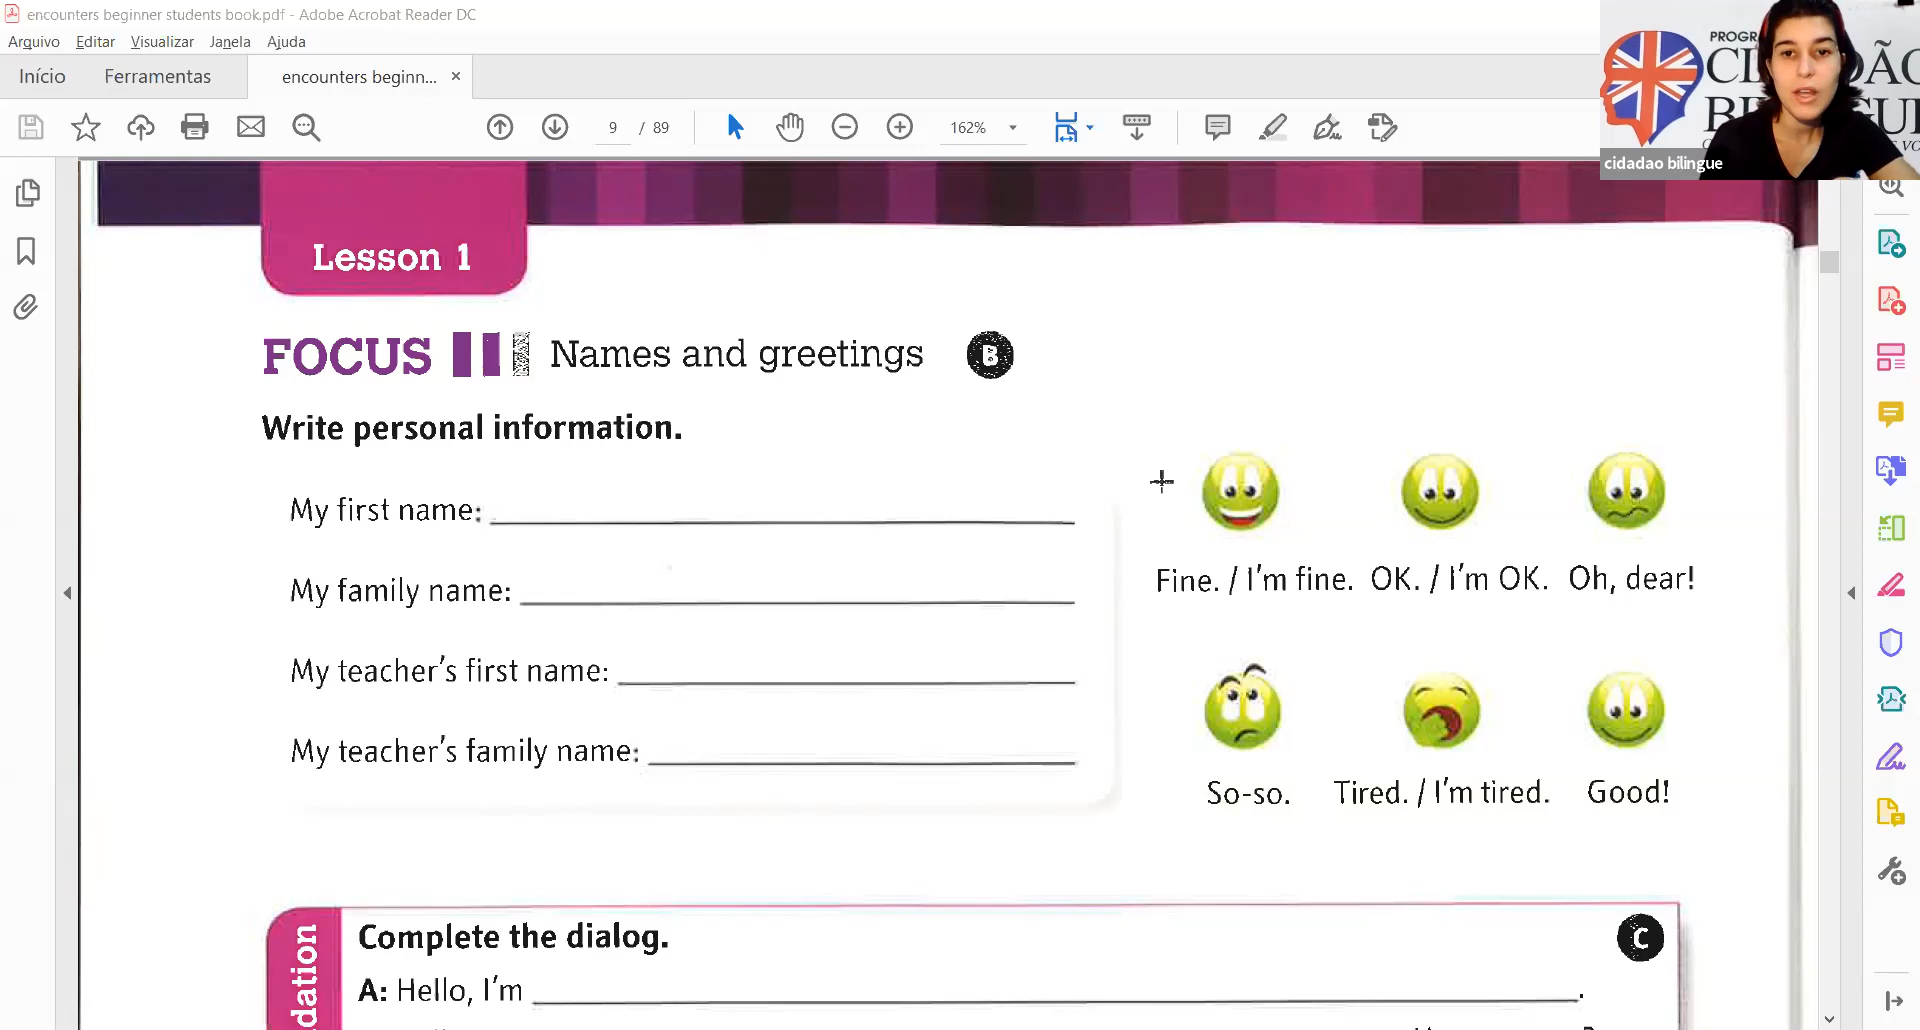 encounters beginner students book.pdf - Adobe Acrobat Reader DC
Arquivo Editar Visualizar Janela Ajuda
Início Ferramentas encounters beginn... ×
9 / 89 162%
cidadao bilingue
Lesson 1
FOCUS Names and greetings B
Write personal information.
My first name:
My family name:
My teacher's first name:
My teacher's family name:
Fine. / I'm fine. OK. / I'm OK. Oh, dear!
So-so. Tired. / I'm tired. Good!
Complete the dialog. C
A: Hello, I'm .